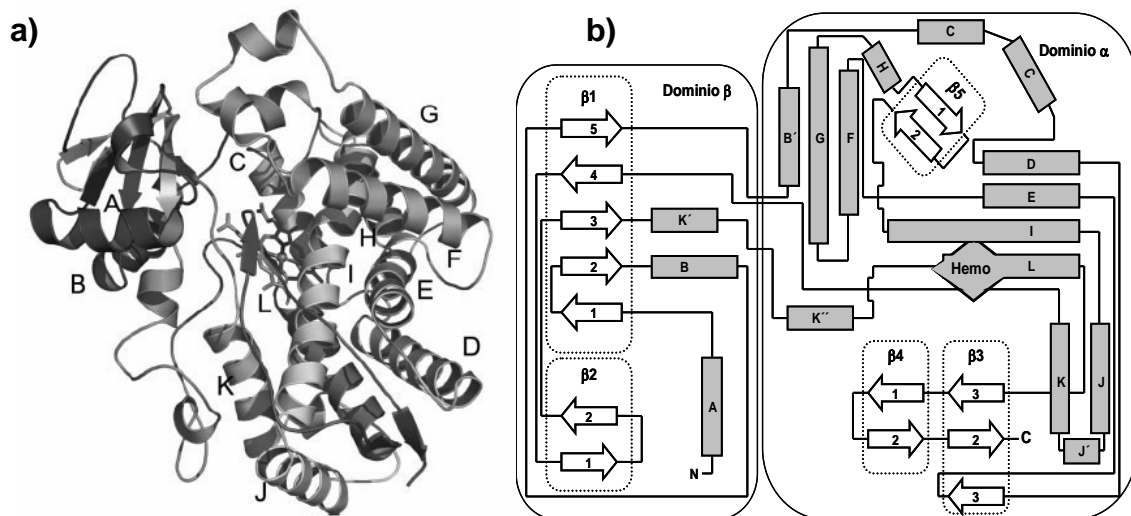 a)
G
C
A
H
F
B
I
E
L
D
K
J
b)
Dominio β
β1
5
4
3
K´
2
B
1
β2
2
1
A
N
Dominio α
C
C
H
β5
1
2
B´
G
F
D
E
I
Hemo
L
K´´
β4
β3
1
3
2
2
C
K
J
J´
3